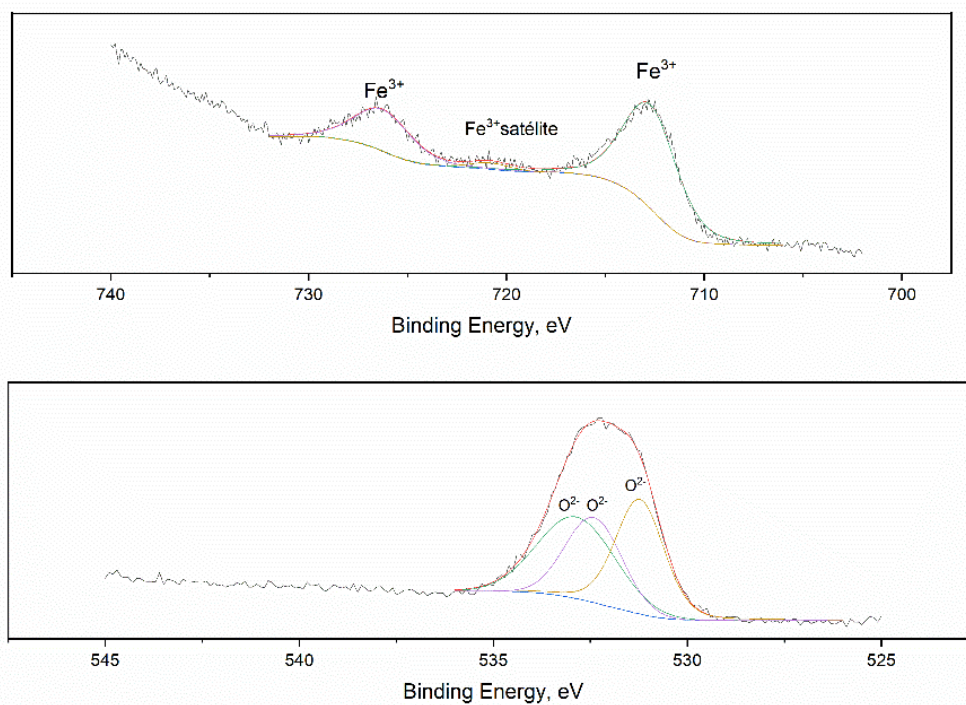 Fe³⁺
Fe³⁺
Fe³⁺satélite
740 730 720 710 700
Binding Energy, eV
O²⁻
O²⁻ O²⁻
545 540 535 530 525
Binding Energy, eV